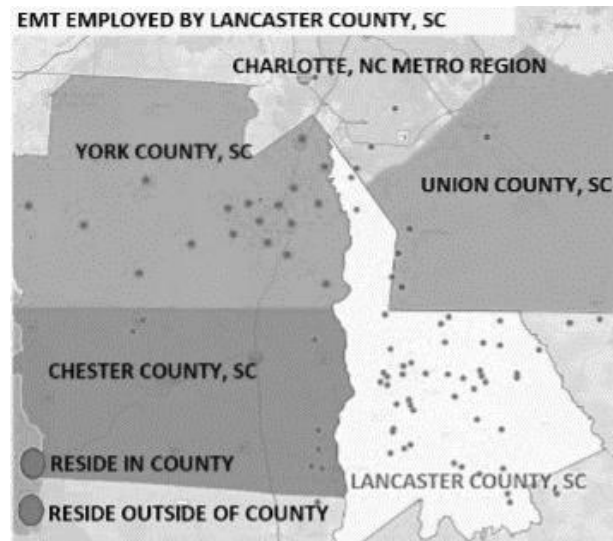 EMT EMPLOYED BY LANCASTER COUNTY, SC
CHARLOTTE, NC METRO REGION
YORK COUNTY, SC
UNION COUNTY, SC
CHESTER COUNTY, SC
RESIDE IN COUNTY
LANCASTER COUNTY, SC
RESIDE OUTSIDE OF COUNTY